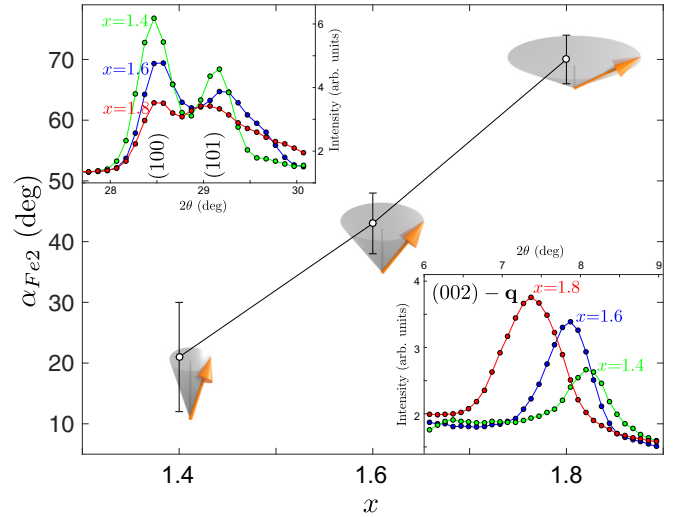 x=1.4
x=1.6
x=1.8
(100)
(101)
Intensity (arb. units)
2
4
6
28
29
30
2θ (deg)
70
60
50
40
30
20
10
α_{Fe2} (deg)
1.4
1.6
1.8
x
2θ (deg)
6
7
8
9
(002) − q
x=1.8
x=1.6
x=1.4
Intensity (arb. units)
4
3
2